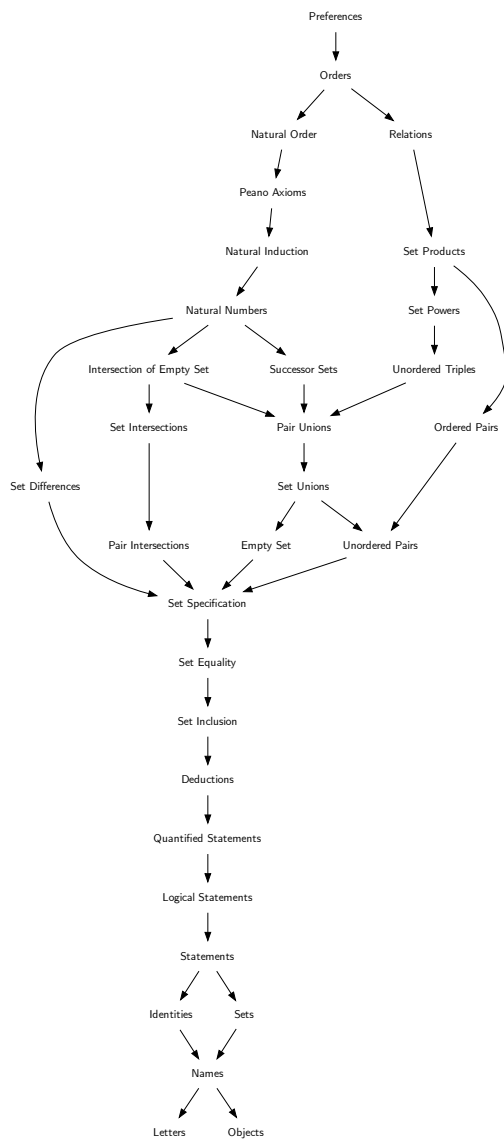 Preferences
Orders
Natural Order
Relations
Peano Axioms
Natural Induction
Set Products
Natural Numbers
Set Powers
Intersection of Empty Set
Successor Sets
Unordered Triples
Set Intersections
Pair Unions
Ordered Pairs
Set Differences
Set Unions
Pair Intersections
Empty Set
Unordered Pairs
Set Specification
Set Equality
Set Inclusion
Deductions
Quantified Statements
Logical Statements
Statements
Identities
Sets
Names
Letters
Objects